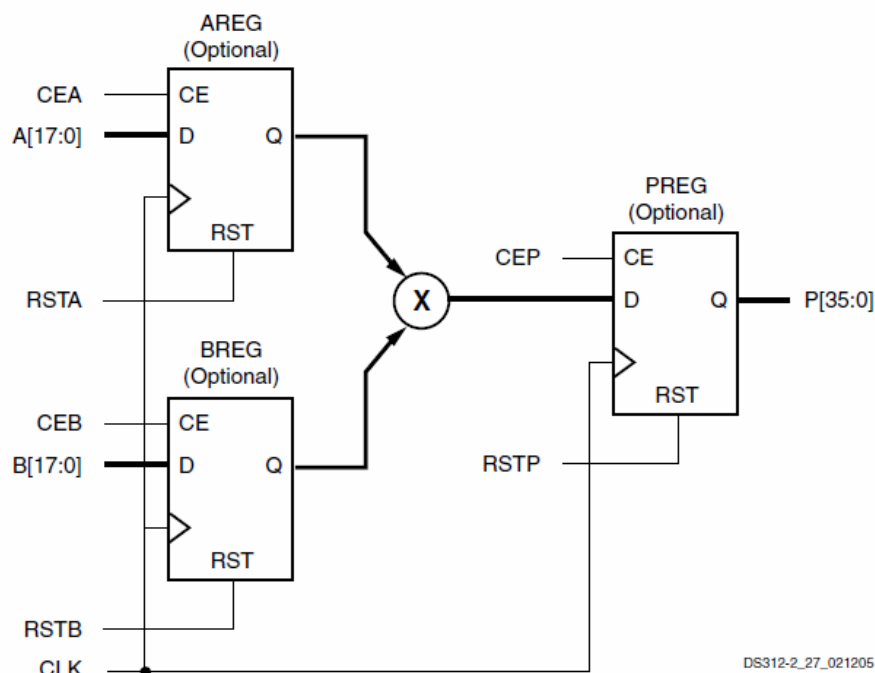 AREG
(Optional)
CEA
CE
A[17:0]
D
Q
RST
RSTA
PREG
(Optional)
CEP
CE
X
D
Q
P[35:0]
RST
RSTP
BREG
(Optional)
CEB
CE
B[17:0]
D
Q
RST
RSTB
CLK
DS312-2_27_021205